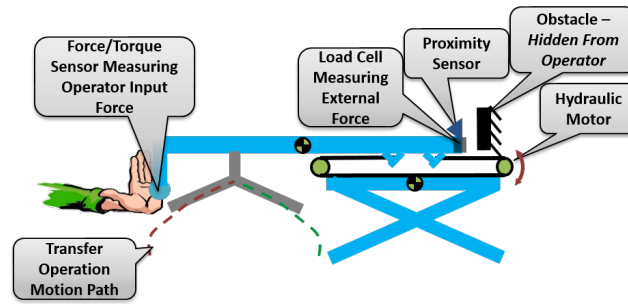 Force/Torque
Sensor Measuring
Operator Input
Force
Load Cell
Measuring
External
Force
Proximity
Sensor
Obstacle –
Hidden From
Operator
Hydraulic
Motor
Transfer
Operation
Motion Path